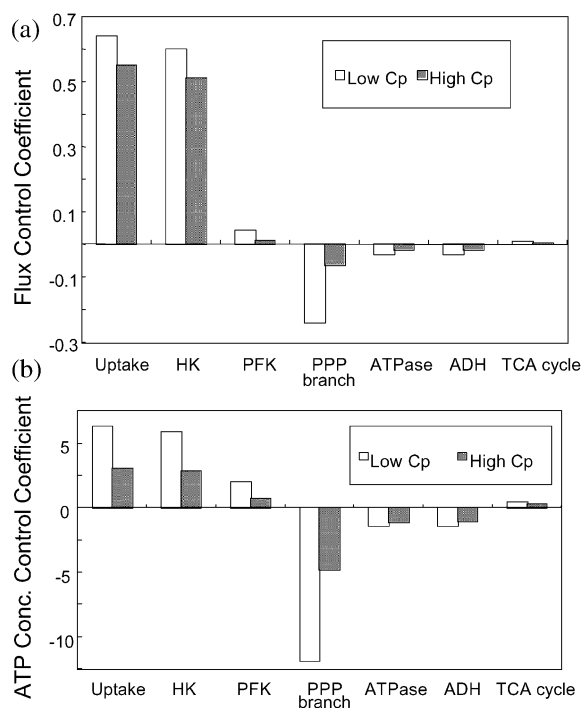 (a)
Flux Control Coefficient
0.7
0.5
0.3
0.1
-0.1
-0.3
Low Cp High Cp
Uptake HK PFK PPP branch ATPase ADH TCA cycle
(b)
ATP Conc. Control Coefficient
5
0
-5
-10
Low Cp High Cp
Uptake HK PFK PPP branch ATPase ADH TCA cycle